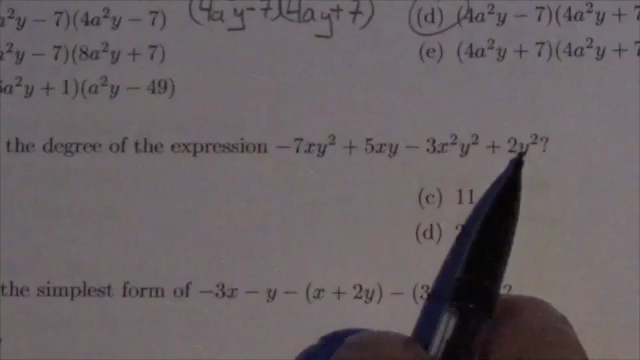 (4ay-7)(4ay+7)
(d) (4a²y − 7)(4a²y + 7
a²y − 7)(4a²y − 7)
a²y − 7)(8a²y + 7)
(e) (4a²y + 7)(4a²y + 7
a²y + 1)(a²y − 49)
the degree of the expression −7xy² + 5xy − 3x²y² + 2y²?
(c) 11
(d)
the simplest form of −3x − y − (x + 2y) − (3